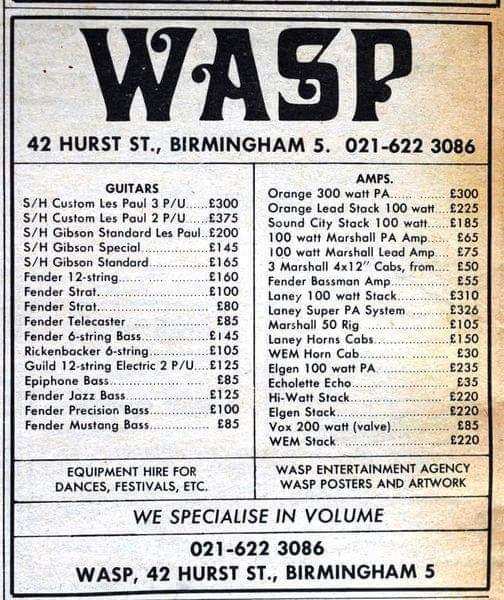 WASP
42 HURST ST., BIRMINGHAM 5. 021-622 3086
GUITARS
S/H Custom Les Paul 3 P/U.....£300
S/H Custom Les Paul 2 P/U.....£375
S/H Gibson Standard Les Paul..£200
S/H Gibson Special................£145
S/H Gibson Standard.............£165
Fender 12-string....................£160
Fender Strat.........................£100
Fender Strat.........................£80
Fender Telecaster ..................£85
Fender 6-string Bass...............£145
Rickenbacker 6-string.............£105
Guild 12-string Electric 2 P/U....£125
Epiphone Bass.......................£85
Fender Jazz Bass...................£125
Fender Precision Bass.............£100
Fender Mustang Bass..............£85
AMPS.
Orange 300 watt PA...............£300
Orange Lead Stack 100 watt...£225
Sound City Stack 100 watt.....£185
100 watt Marshall PA Amp.....£65
100 watt Marshall Lead Amp...£75
3 Marshall 4x12" Cabs, from....£50
Fender Bassman Amp............£55
Laney 100 watt Stack............£310
Laney Super PA System.........£326
Marshall 50 Rig...................£105
Laney Horns Cabs................£150
WEM Horn Cab...................£30
Elgen 100 watt PA...............£235
Echolette Echo....................£35
Hi-Watt Stack.....................£220
Elgen Stack........................£220
Vox 200 watt (valve).............£85
WEM Stack........................£220
EQUIPMENT HIRE FOR
DANCES, FESTIVALS, ETC.
WASP ENTERTAINMENT AGENCY
WASP POSTERS AND ARTWORK
WE SPECIALISE IN VOLUME
021-622 3086
WASP, 42 HURST ST., BIRMINGHAM 5